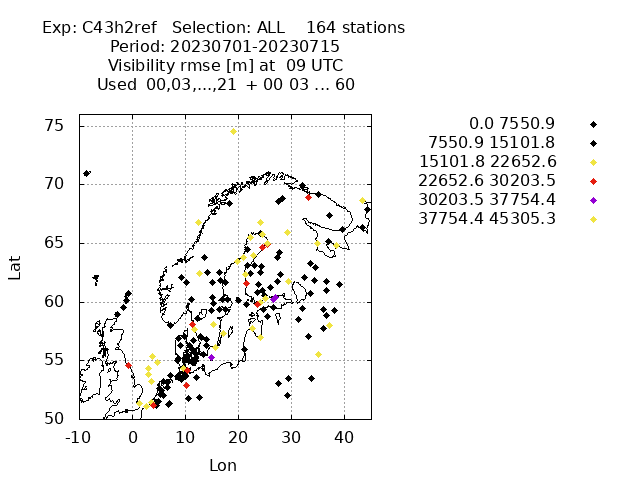 Exp: C43h2ref   Selection: ALL    164 stations
Period: 20230701-20230715
Visibility rmse [m] at  09 UTC
Used  00,03,...,21  + 00 03 ... 60
0.0 7550.9
7550.9 15101.8
15101.8 22652.6
22652.6 30203.5
30203.5 37754.4
37754.4 45305.3
75
70
65
60
55
50
Lat
-10 0 10 20 30 40
Lon